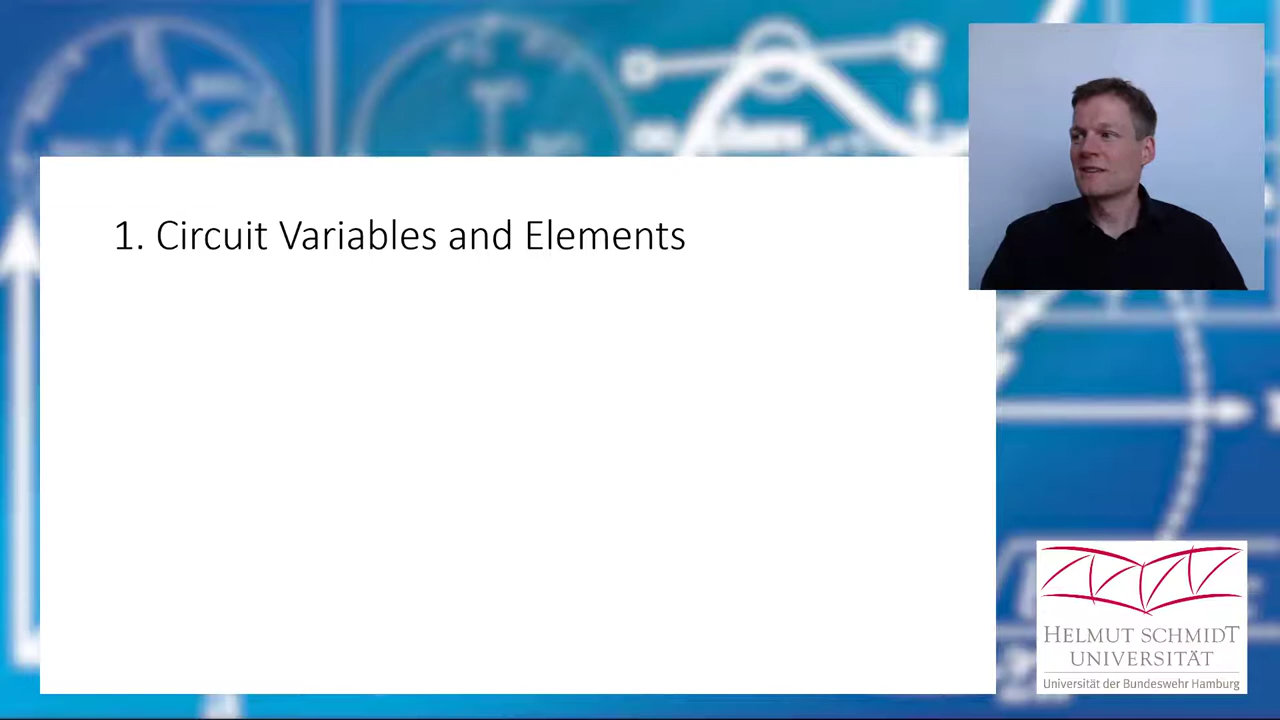 1. Circuit Variables and Elements
HELMUT SCHMIDT
UNIVERSITÄT
Universität der Bundeswehr Hamburg